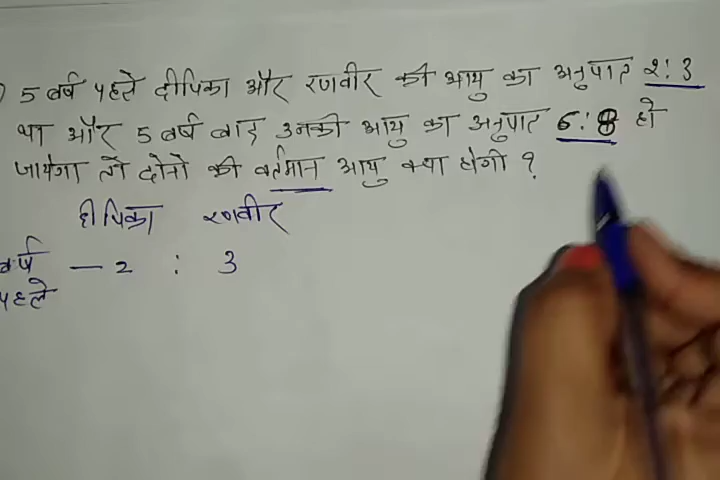 5 वर्ष पहले दीपिका और रणवीर की आयु का अनुपात 2:3
था और 5 वर्ष बाद उनकी आयु का अनुपात 6:8 हो
जायेगा तो दोनो की वर्तमान आयु क्या होगी ?
दीपिका रणवीर
वर्ष — 2 : 3
पहले